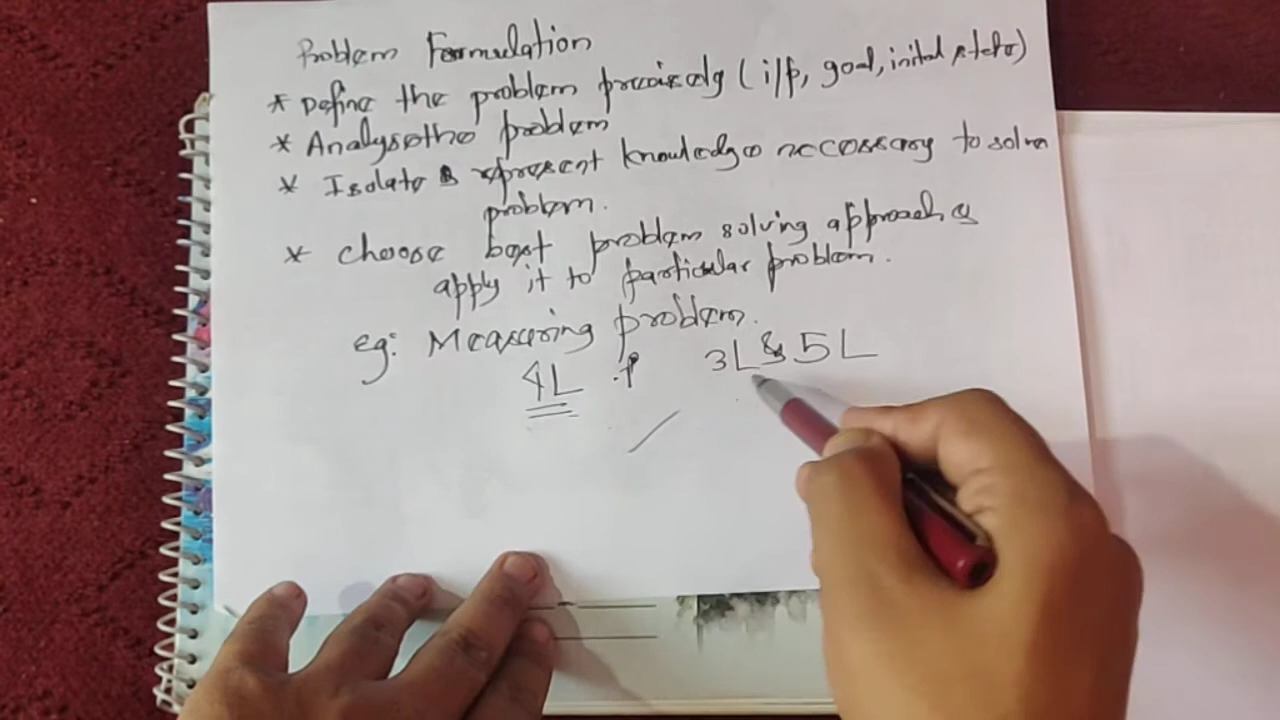 Problem Formulation
* Define the problem precisely (i/p, goal, initial state)
* Analyse the problem
* Isolate & represent knowledge necessary to solve
problem.
* choose best problem solving approach &
apply it to particular problem.
eg: Measuring problem.
4L 3L & 5L